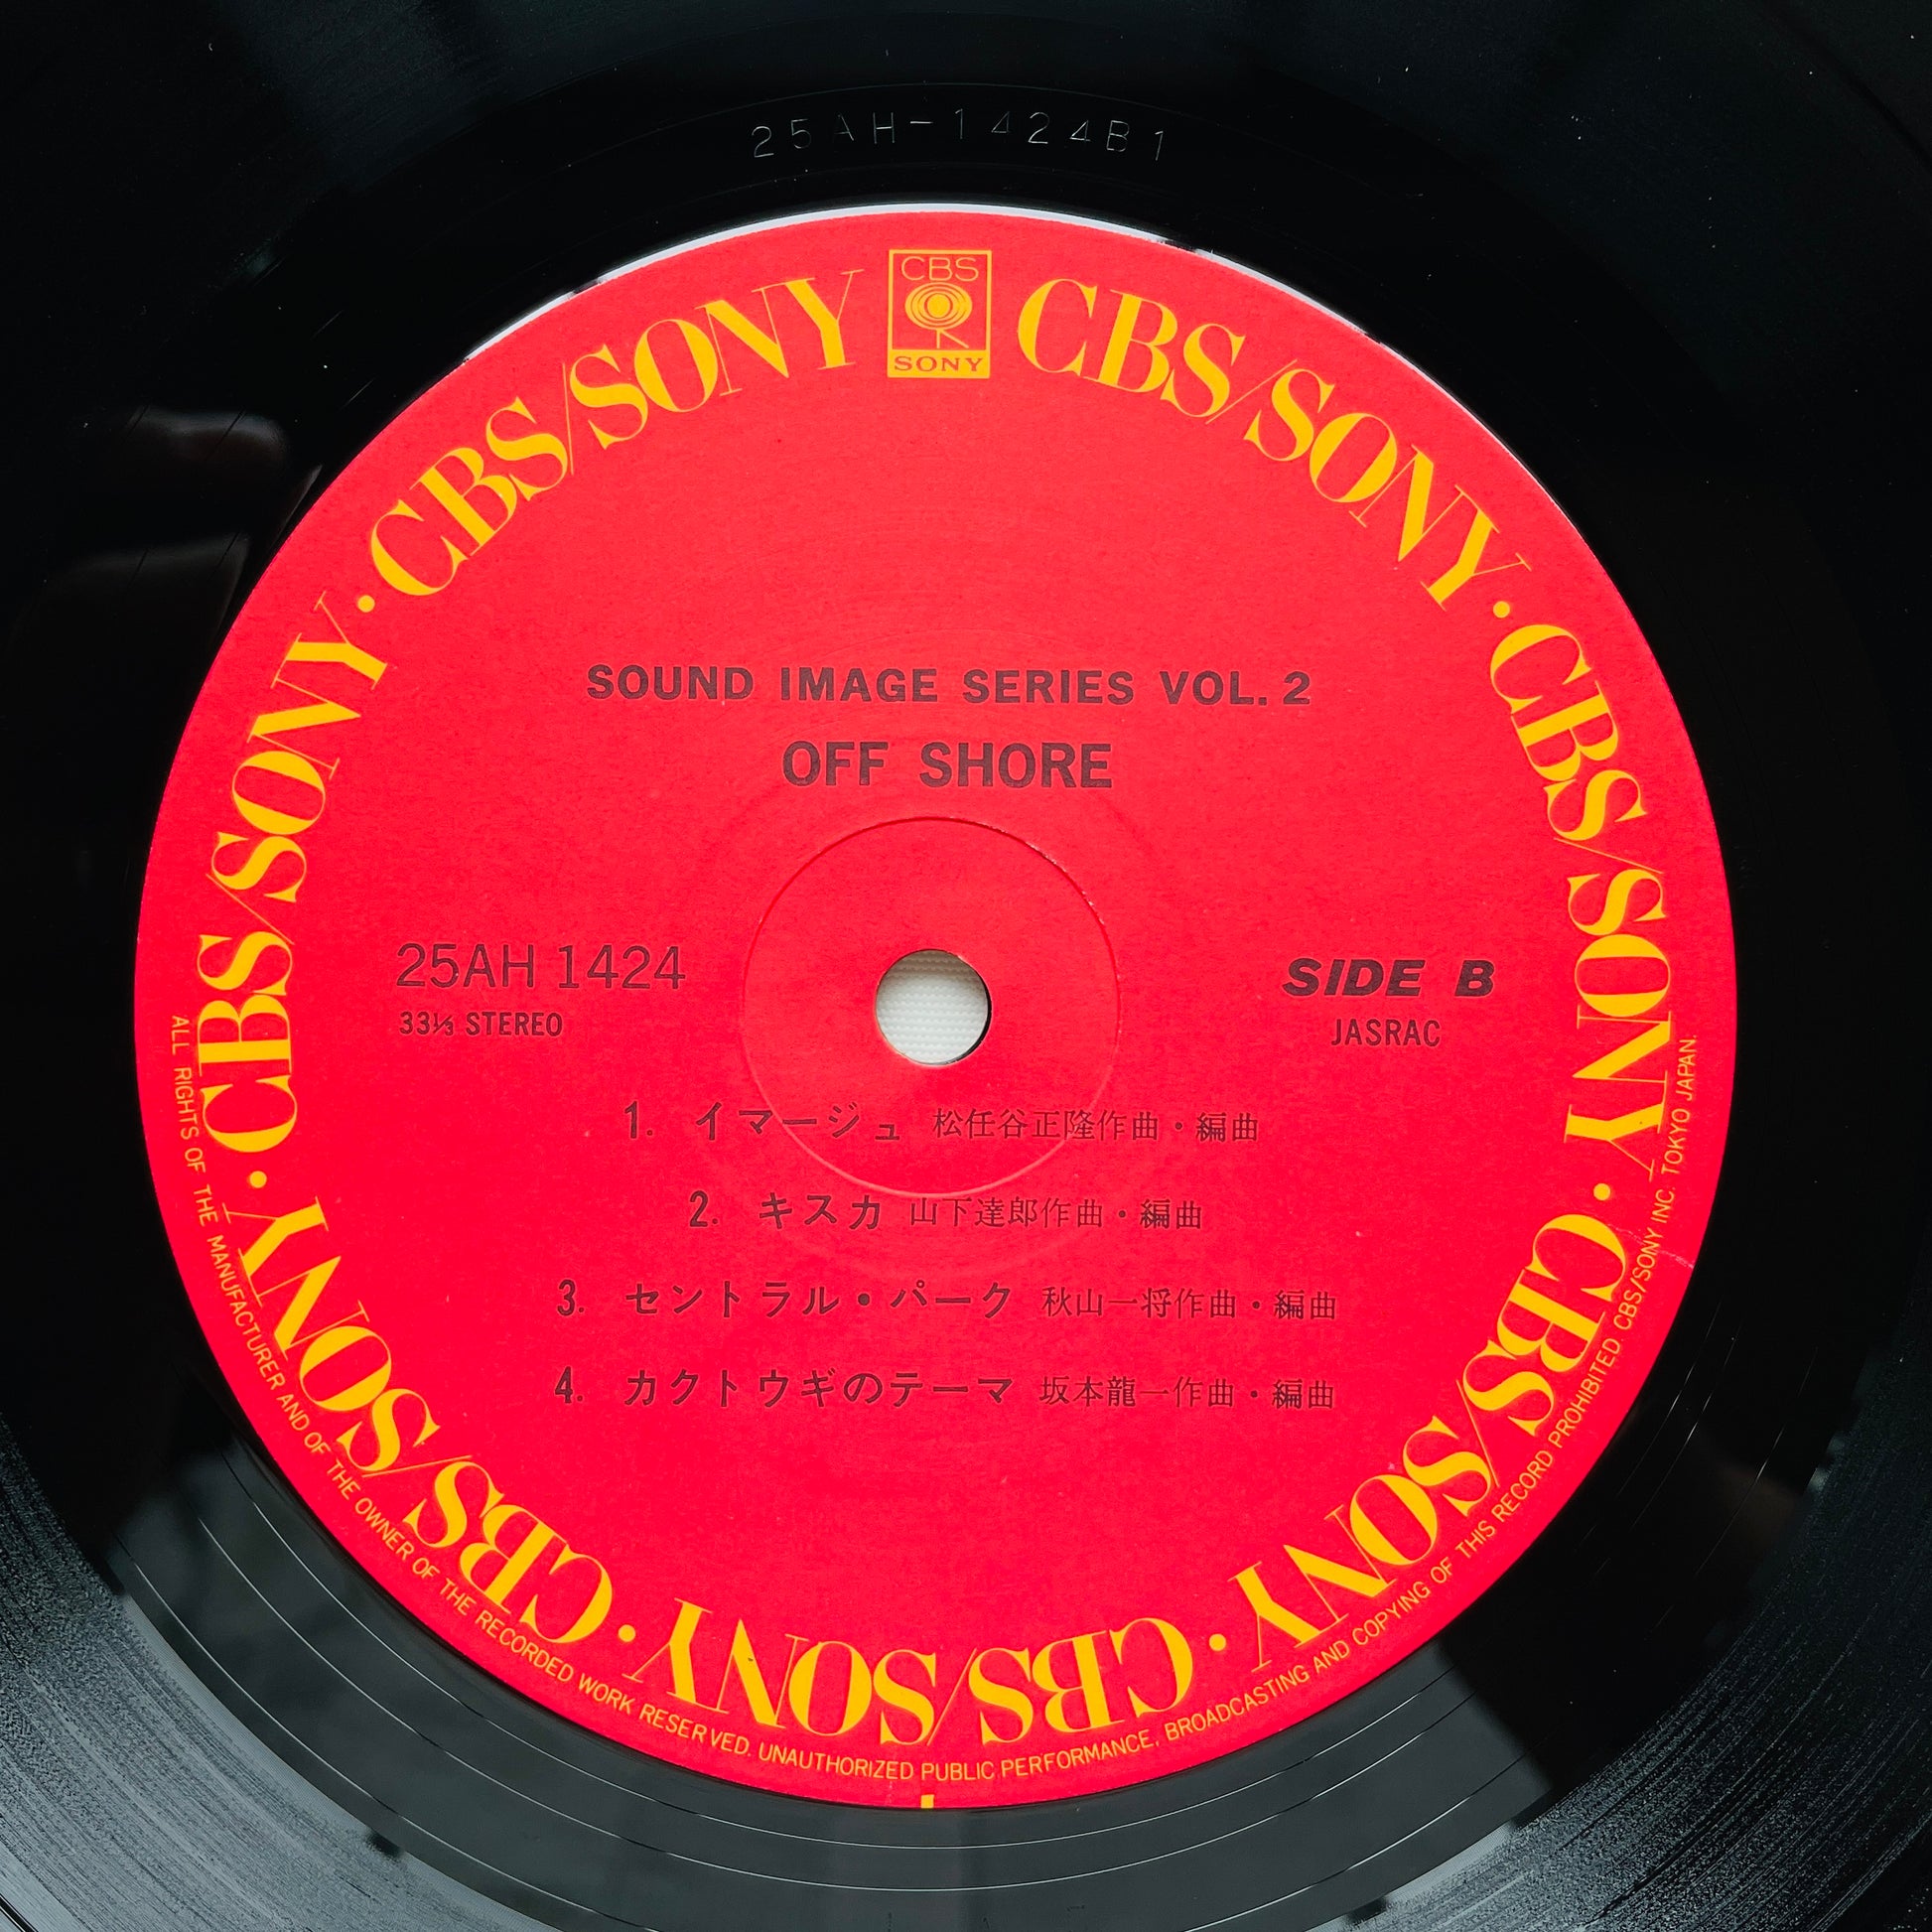 25AH-1424B1
CBS
SONY
CBS/SONY · CBS/SONY · CBS/SONY · CBS/SONY · CBS/SONY · CBS/SONY · CBS/SONY
SOUND IMAGE SERIES VOL. 2
OFF SHORE
25AH 1424
33⅓ STEREO
SIDE B
JASRAC
1. イマージュ 松任谷正隆作曲・編曲
2. キスカ 山下達郎作曲・編曲
3. セントラル・パーク 秋山一将作曲・編曲
4. カクトウギのテーマ 坂本龍一作曲・編曲
ALL RIGHTS OF THE MANUFACTURER AND OF THE OWNER OF THE RECORDED WORK RESERVED. UNAUTHORIZED PUBLIC PERFORMANCE, BROADCASTING AND COPYING OF THIS RECORD PROHIBITED. CBS/SONY INC. TOKYO JAPAN.